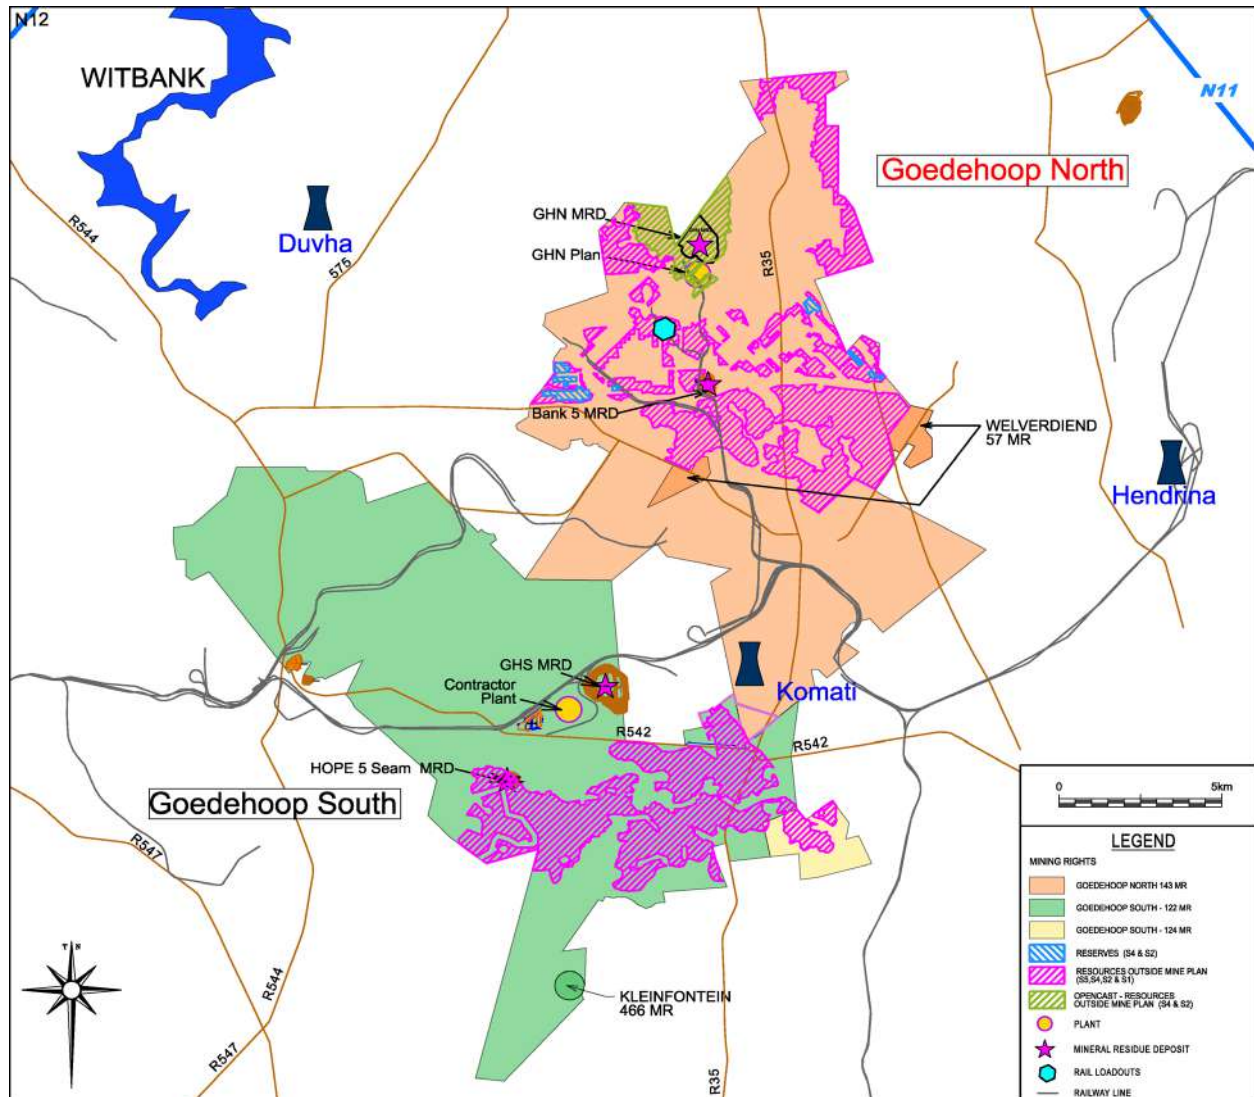 N12
WITBANK
N11
Goedehoop North
R544
Duvha
575
GHN MRD
GHN Plan
R35
Bank 5 MRD
WELVERDIEND
57 MR
Hendrina
GHS MRD
Contractor
Plant
Komati
R542
R542
HOPE 5 Seam MRD
Goedehoop South
R547
R544
R547
R35
KLEINFONTEIN
466 MR
T N
0
5km
LEGEND
MINING RIGHTS
GOEDEHOOP NORTH 143 MR
GOEDEHOOP SOUTH - 122 MR
GOEDEHOOP SOUTH - 124 MR
RESERVES (S4 & S2)
RESOURCES OUTSIDE MINE PLAN
(S5,S4,S2 & S1)
OPENCAST - RESOURCES
OUTSIDE MINE PLAN (S4 & S2)
PLANT
MINERAL RESIDUE DEPOSIT
RAIL LOADOUTS
RAILWAY LINE